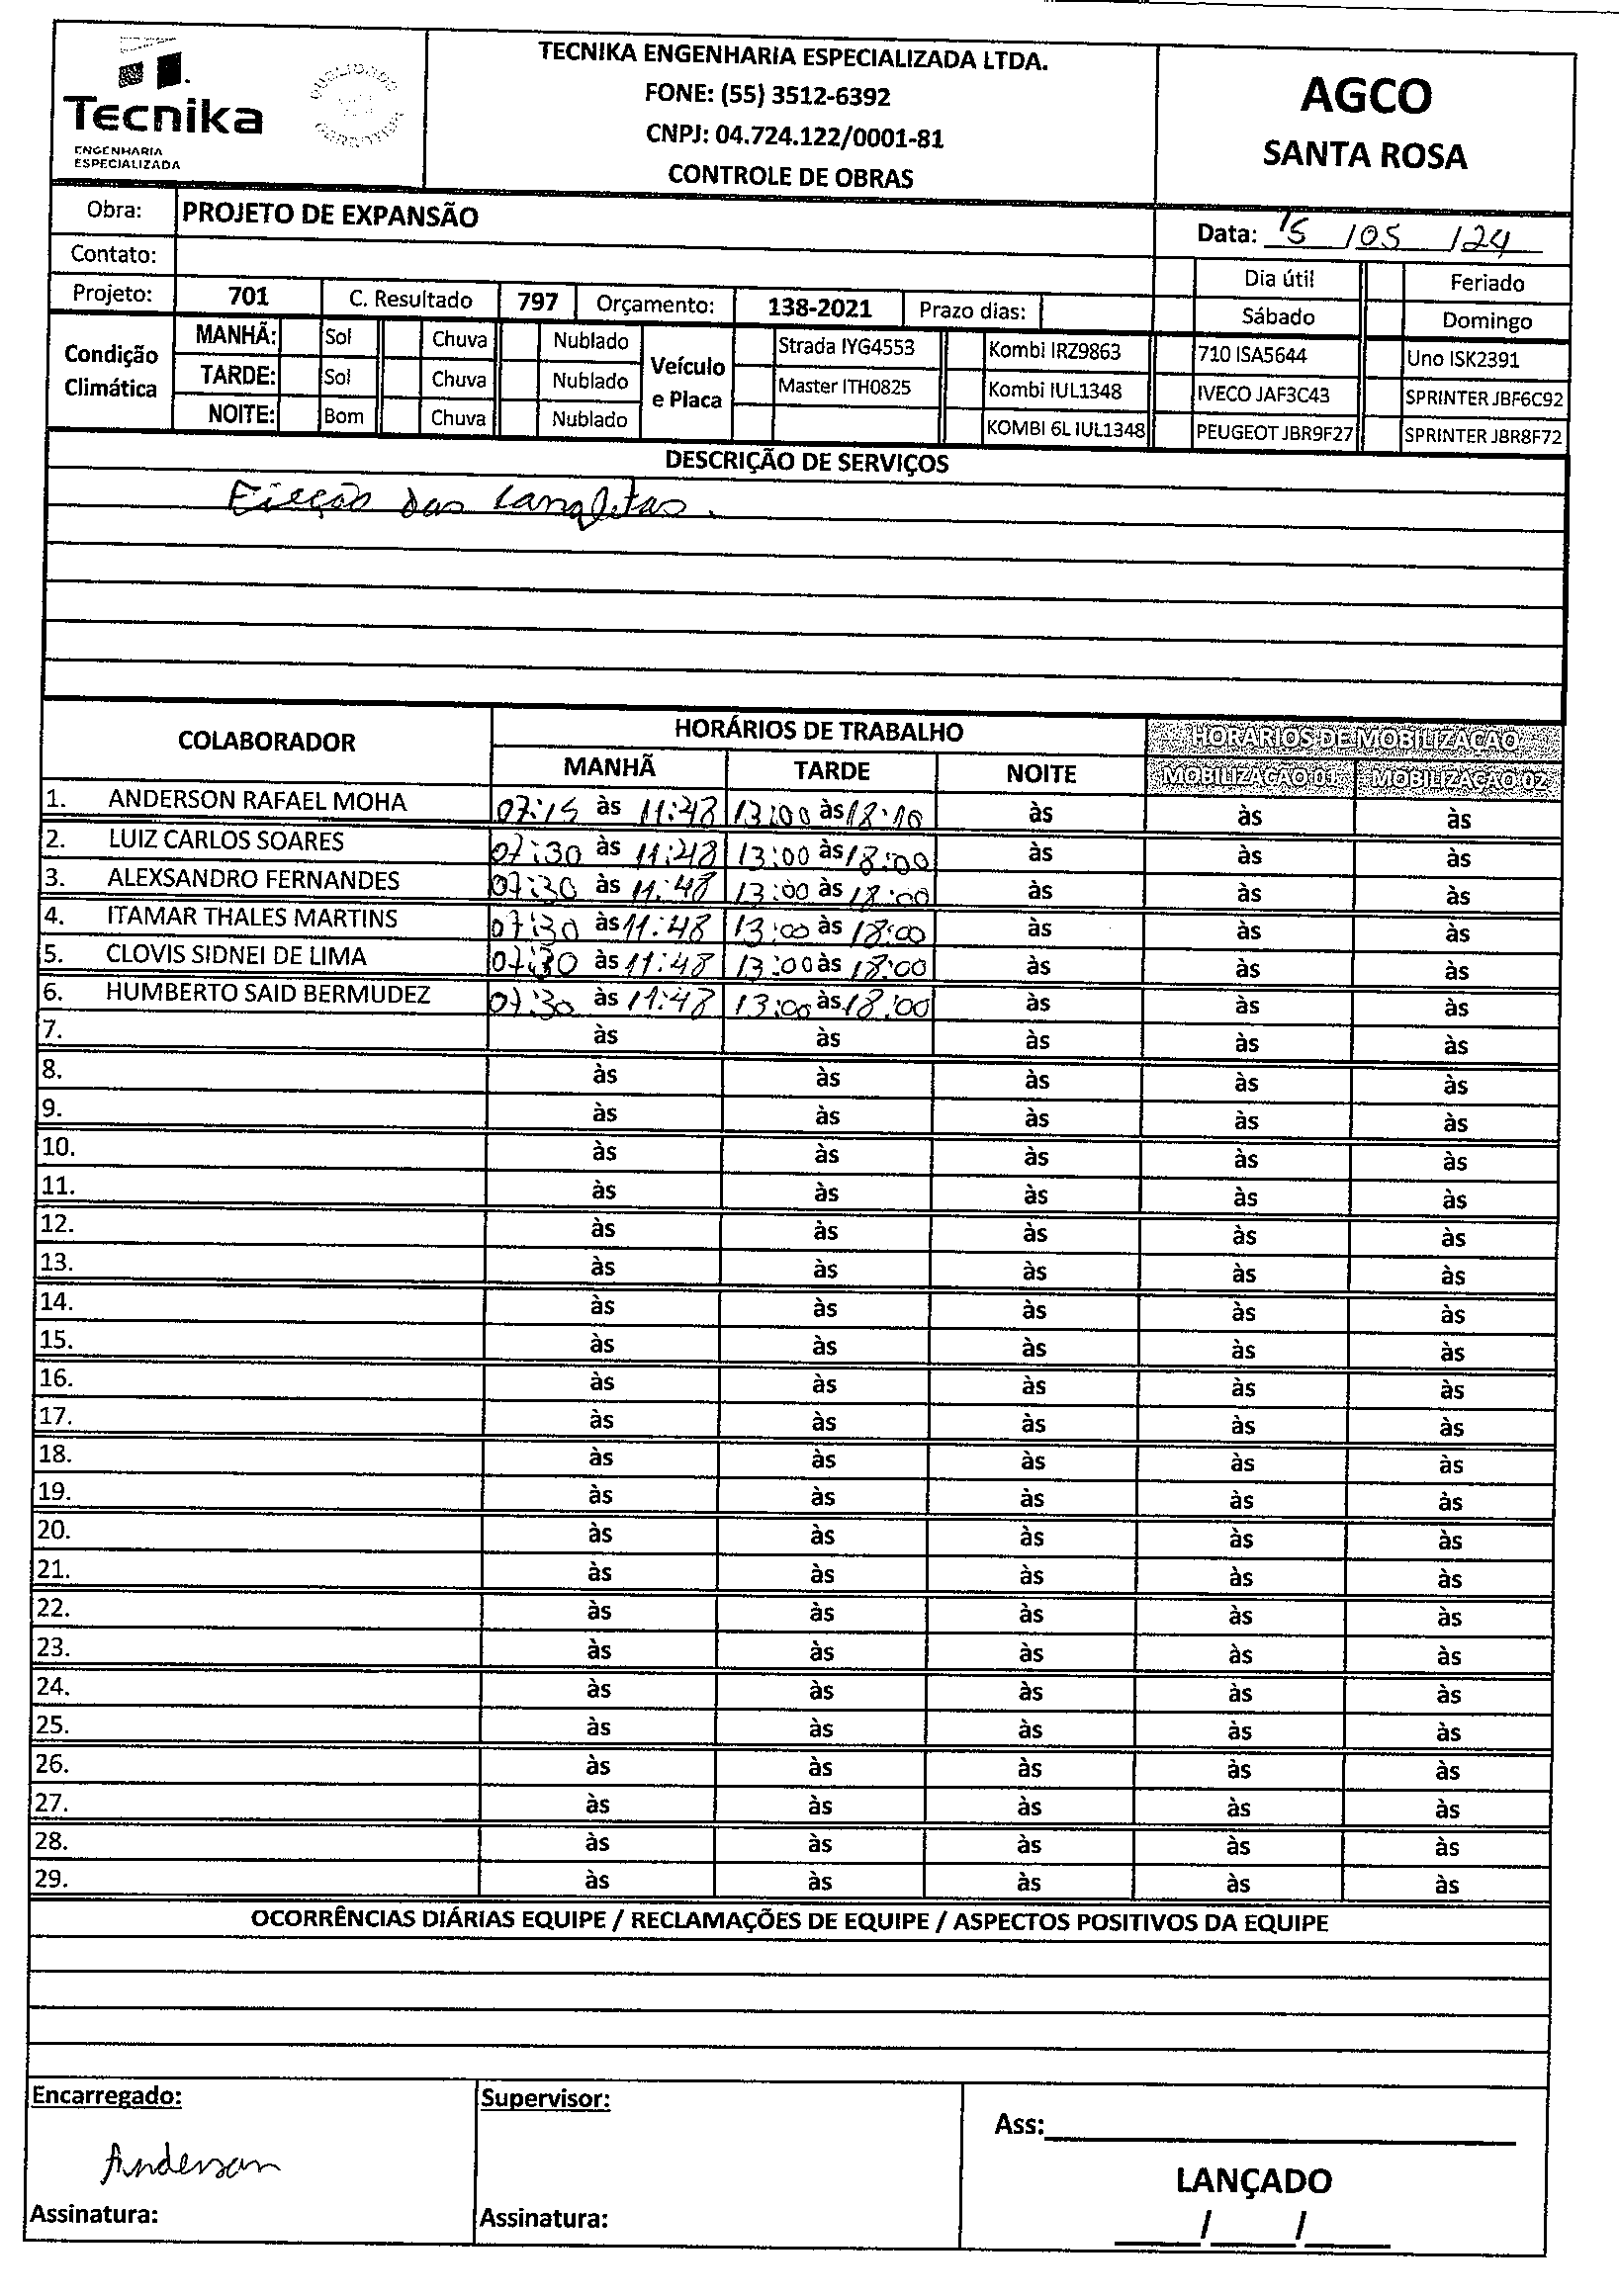 Tecnika
ENGENHARIA
ESPECIALIZADA
TECNIKA ENGENHARIA ESPECIALIZADA LTDA.
FONE: (55) 3512-6392
CNPJ: 04.724.122/0001-81
CONTROLE DE OBRAS
AGCO
SANTA ROSA
Obra: PROJETO DE EXPANSÃO
Data: 15 /05 /24
Contato:
Dia útil Feriado
Projeto: 701 C. Resultado 797 Orçamento: 138-2021 Prazo dias:
Sábado Domingo
Condição Climática
MANHÃ: Sol Chuva Nublado
TARDE: Sol Chuva Nublado
NOITE: Bom Chuva Nublado
Veículo e Placa
Strada IYG4553 Kombi IRZ9863 710 ISA5644 Uno ISK2391
Master ITH0825 Kombi IUL1348 IVECO JAF3C43 SPRINTER JBF6C92
KOMBI 6L IUL1348 PEUGEOT JBR9F27 SPRINTER JBR8F72
DESCRIÇÃO DE SERVIÇOS
das
COLABORADOR HORÁRIOS DE TRABALHO HORÁRIOS DE MOBILIZAÇÃO
MANHÃ TARDE NOITE MOBILIZAÇAO 01 MOBILIZAÇAO 02
1. ANDERSON RAFAEL MOHA 07:15 às 11:48 13:00 às 18:10 às às às
2. LUIZ CARLOS SOARES 07:30 às 11:48 13:00 às 18:00 às às às
3. ALEXSANDRO FERNANDES 07:30 às 11:48 13:00 às 18:00 às às às
4. ITAMAR THALES MARTINS 07:30 às 11:48 13:00 às 18:00 às às às
5. CLOVIS SIDNEI DE LIMA 07:30 às 11:48 13:00 às 18:00 às às às
6. HUMBERTO SAID BERMUDEZ 07:30 às 11:48 13:00 às 18:00 às às às
7. às às às às às
8. às às às às às
9. às às às às às
10. às às às às às
11. às às às às às
12. às às às às às
13. às às às às às
14. às às às às às
15. às às às às às
16. às às às às às
17. às às às às às
18. às às às às às
19. às às às às às
20. às às às às às
21. às às às às às
22. às às às às às
23. às às às às às
24. às às às às às
25. às às às às às
26. às às às às às
27. às às às às às
28. às às às às às
29. às às às às às
OCORRÊNCIAS DIÁRIAS EQUIPE / RECLAMAÇÕES DE EQUIPE / ASPECTOS POSITIVOS DA EQUIPE
Encarregado: Supervisor:
Ass:
Anderson
LANÇADO
Assinatura: Assinatura:
/ /